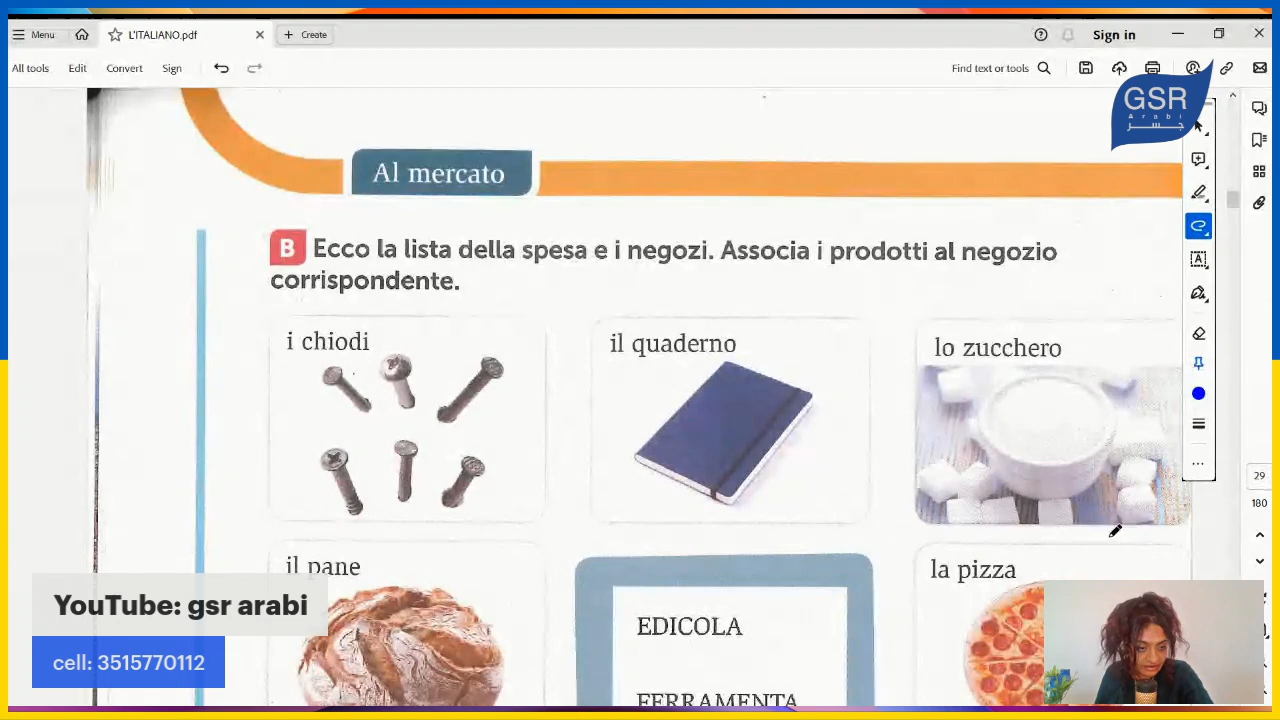 Menu
L'ITALIANO.pdf
Create
Sign in
All tools
Edit
Convert
Sign
Find text or tools
GSR
Arabi
جسر
Al mercato
B Ecco la lista della spesa e i negozi. Associa i prodotti al negozio
corrispondente.
i chiodi
il quaderno
lo zucchero
29
180
il pane
la pizza
EDICOLA
FERRAMENTA
YouTube: gsr arabi
cell: 3515770112